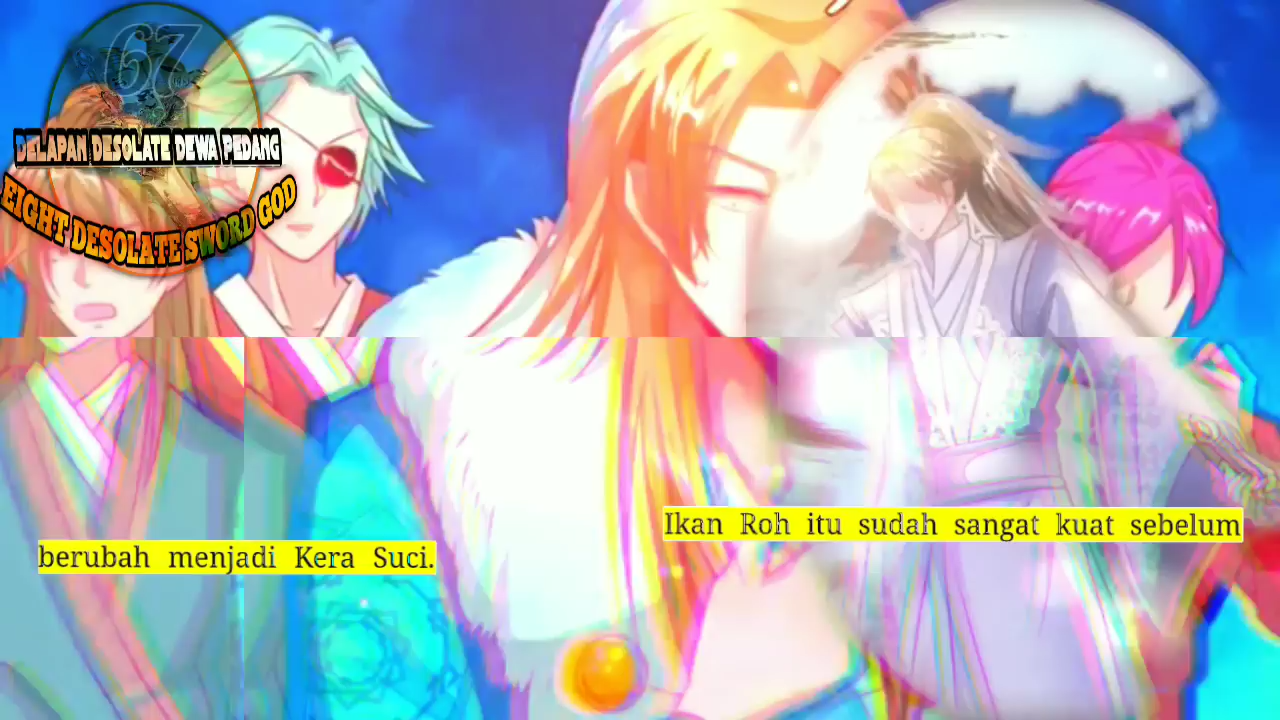 67
DELAPAN DESOLATE DEWA PEDANG
EIGHT DESOLATE SWORD GOD
Ikan Roh itu sudah sangat kuat sebelum
berubah menjadi Kera Suci.